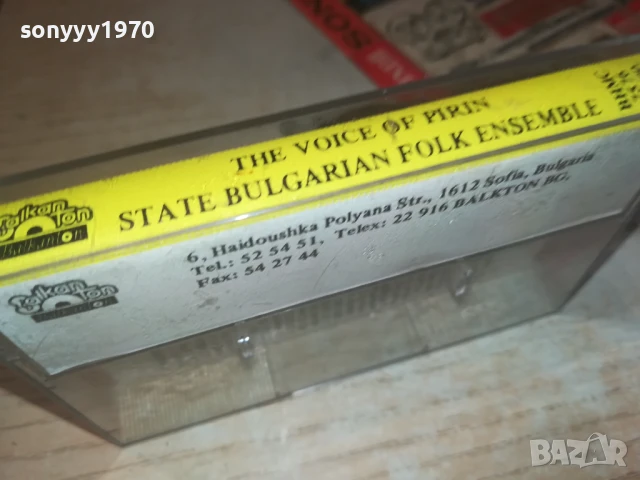 sonyyy1970
THE VOICE OF PIRIN
STATE BULGARIAN FOLK ENSEMBLE
Balkan
Ton
6, Haidoushka Polyana Str., 1612 Sofia, Bulgaria
Tel.: 52 54 51, Telex: 22 916 BALKTON BG,
Fax: 54 27 44
Balkan
Ton
BAZAR
bg